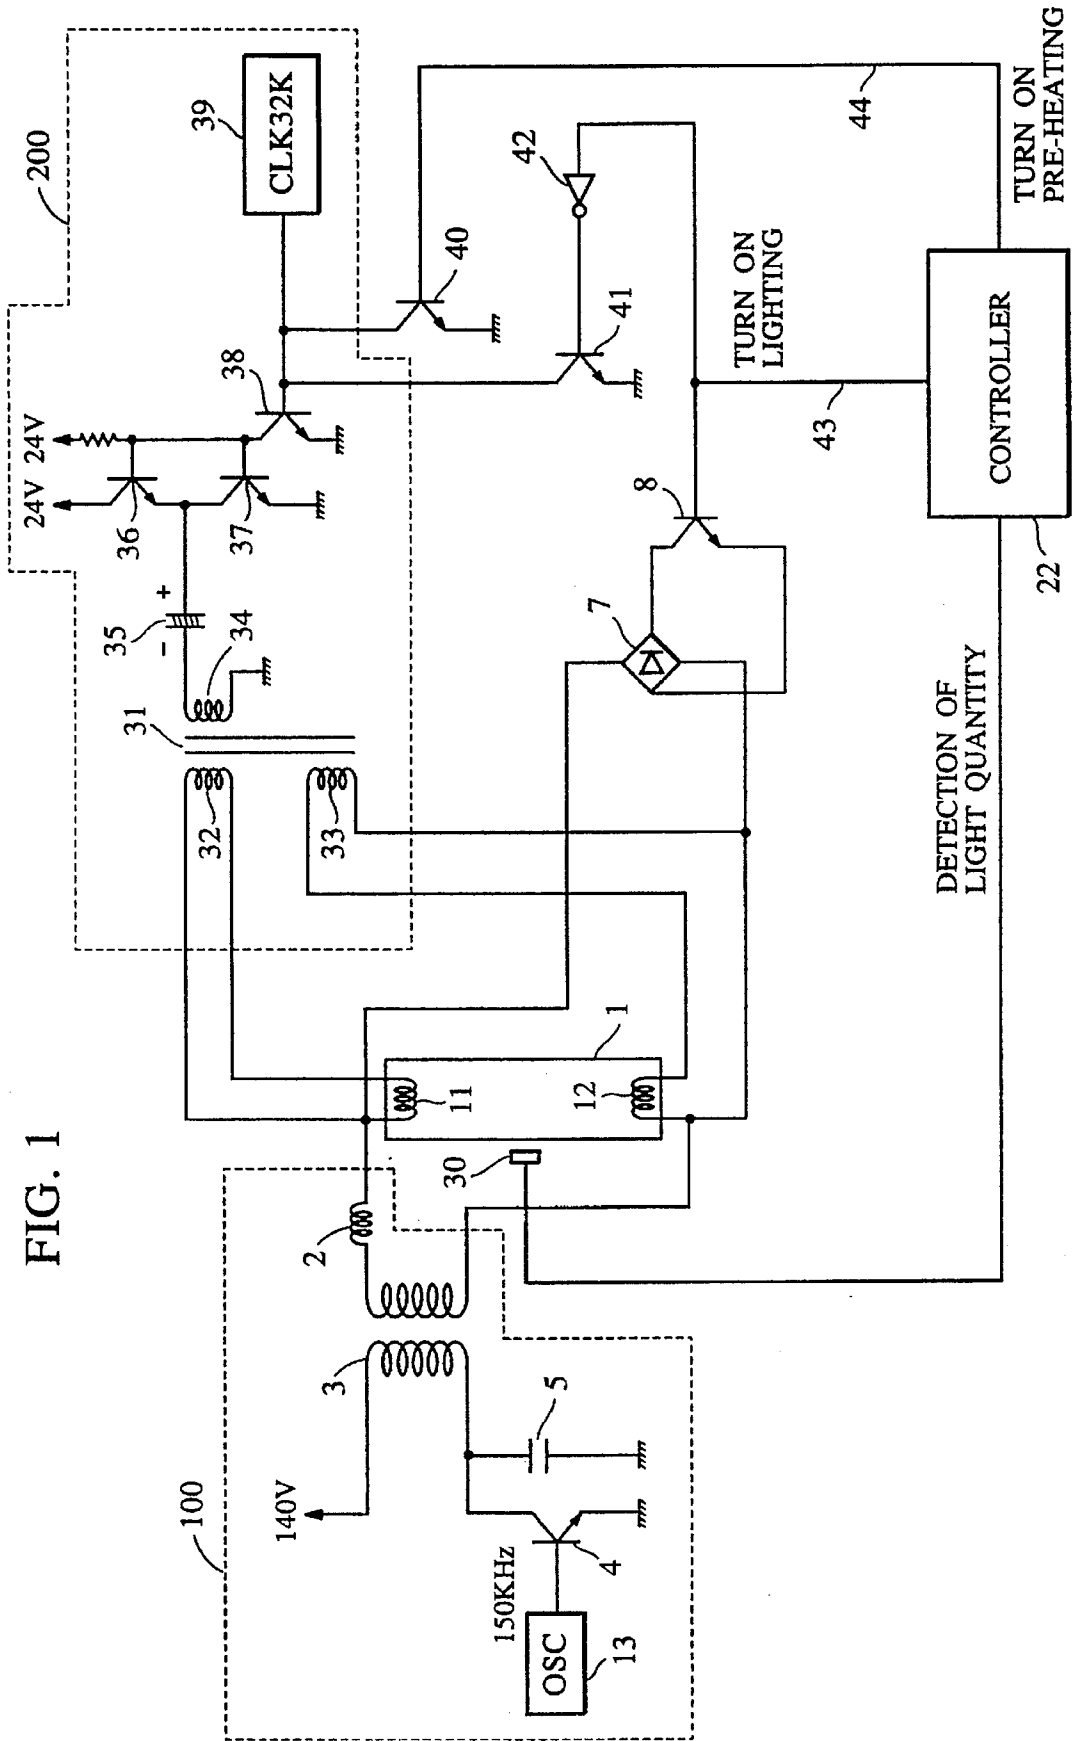 FIG. 1
200
39
CLK32K
24V
24V
36
37
38
35
-
+
34
31
32
33
40
41
42
44
TURN ON
PRE-HEATING
TURN ON
LIGHTING
43
CONTROLLER
22
8
7
DETECTION OF
LIGHT QUANTITY
1
11
12
30
2
3
5
100
140V
150KHz
4
OSC
13